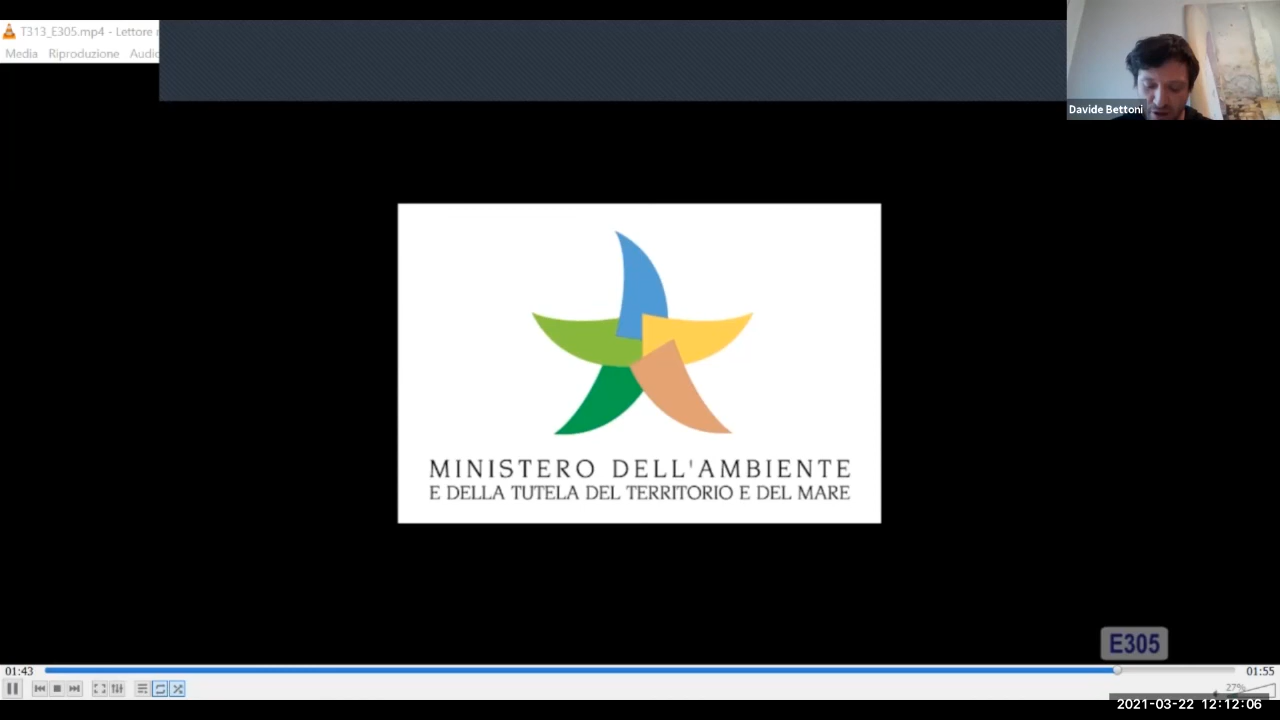 T313_E305.mp4 - Lettore
Media Riproduzione Audio
Davide Bettoni
MINISTERO DELL'AMBIENTE
E DELLA TUTELA DEL TERRITORIO E DEL MARE
E305
01:43
01:55
27%
2021-03-22 12:12:06